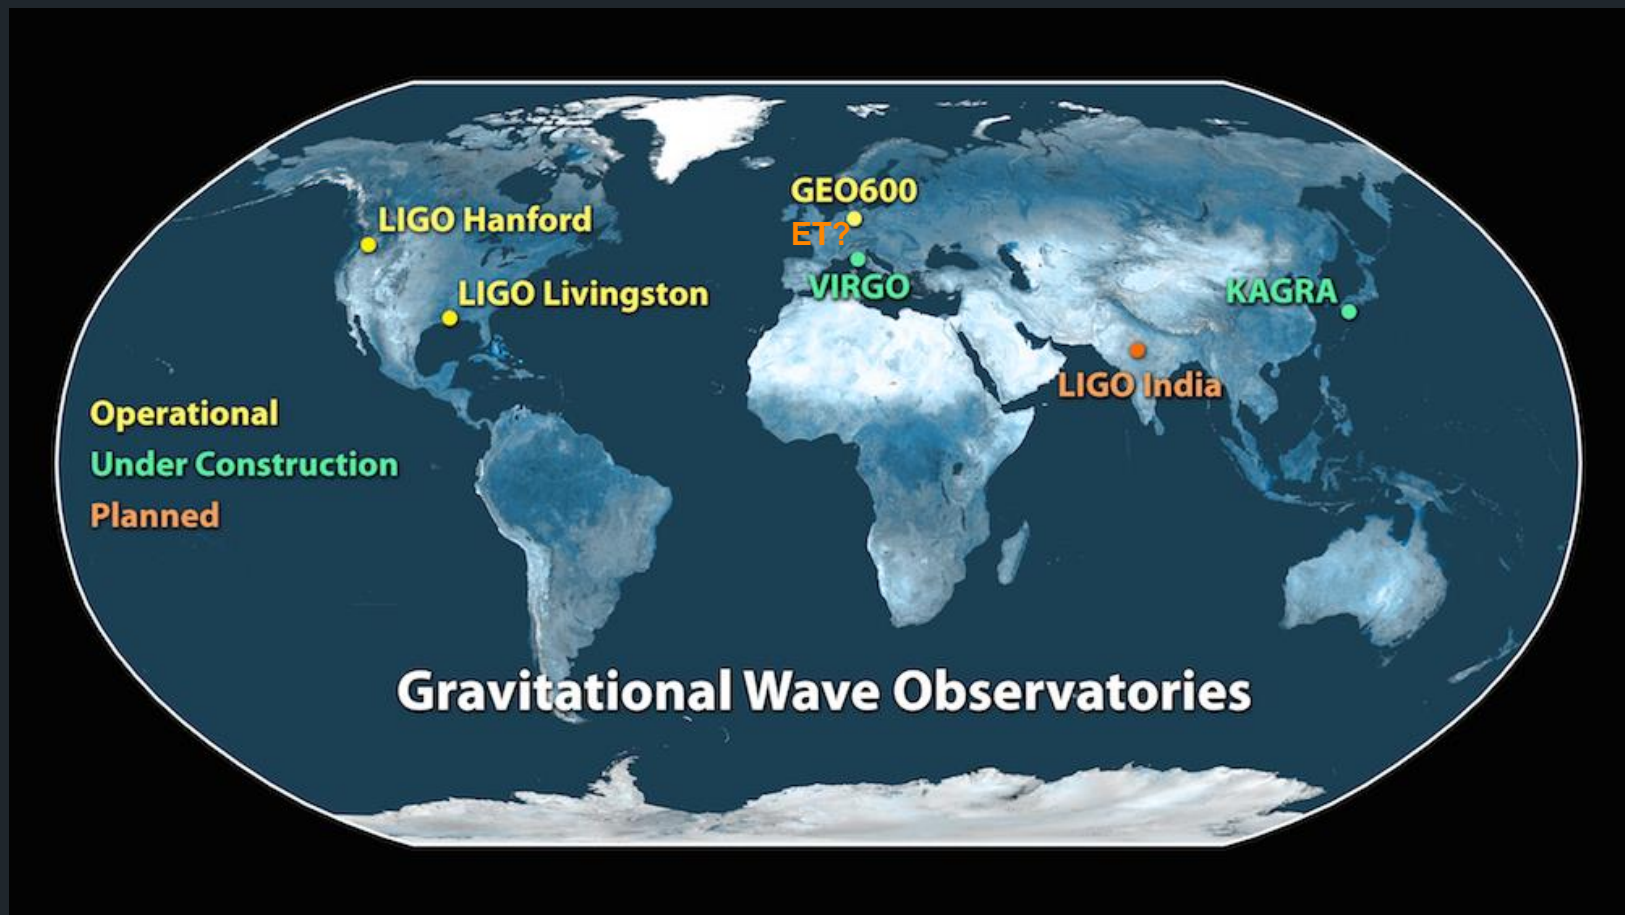 GEO600
LIGO Hanford
ET?
VIRGO
KAGRA
LIGO Livingston
LIGO India
Operational
Under Construction
Planned
Gravitational Wave Observatories